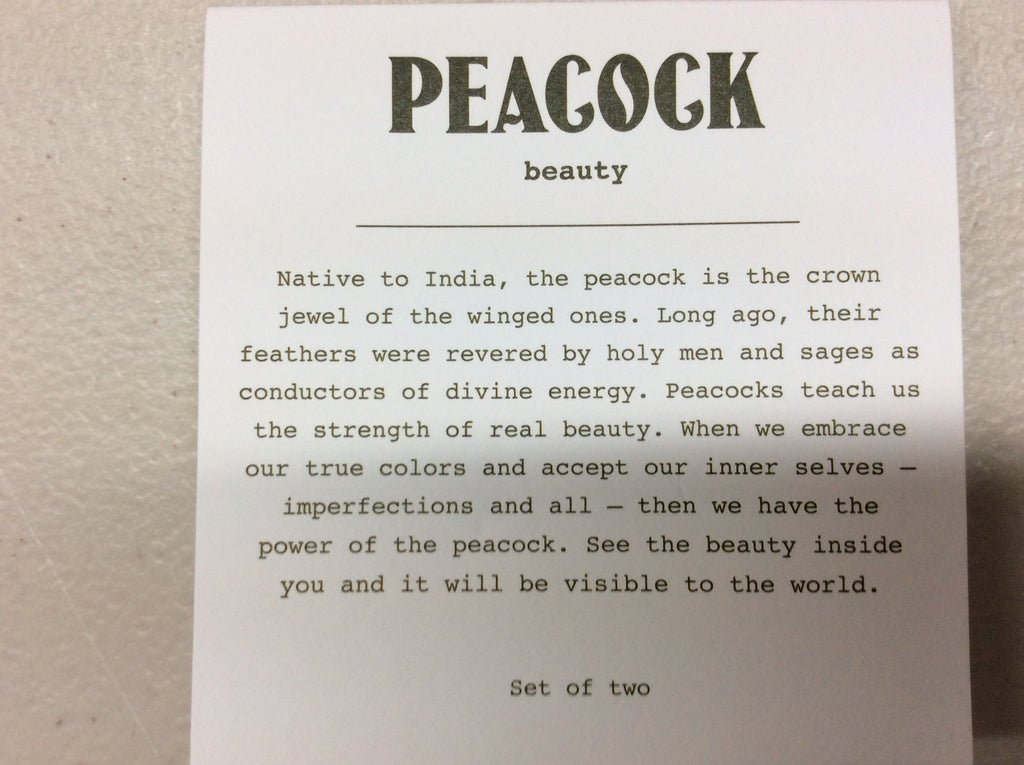 PEACOCK
beauty
Native to India, the peacock is the crown
jewel of the winged ones. Long ago, their
feathers were revered by holy men and sages as
conductors of divine energy. Peacocks teach us
the strength of real beauty. When we embrace
our true colors and accept our inner selves —
imperfections and all — then we have the
power of the peacock. See the beauty inside
you and it will be visible to the world.
Set of two